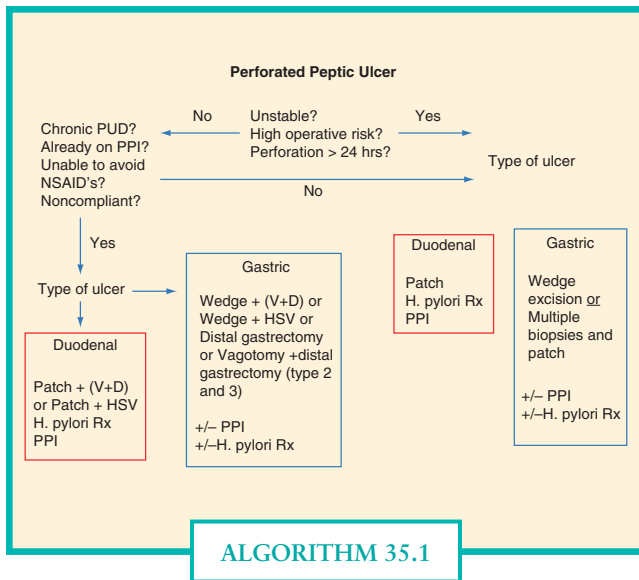 Perforated Peptic Ulcer
No
Unstable?
High operative risk?
Perforation > 24 hrs?
Yes
Chronic PUD?
Already on PPI?
Unable to avoid
NSAID's?
Noncompliant?
No
Type of ulcer
Yes
Type of ulcer
Duodenal
Patch + (V+D)
or Patch + HSV
H. pylori Rx
PPI
Gastric
Wedge + (V+D) or
Wedge + HSV or
Distal gastrectomy
or Vagotomy +distal
gastrectomy (type 2
and 3)
+/– PPI
+/–H. pylori Rx
Duodenal
Patch
H. pylori Rx
PPI
Gastric
Wedge
excision or
Multiple
biopsies and
patch
+/– PPI
+/–H. pylori Rx
ALGORITHM 35.1